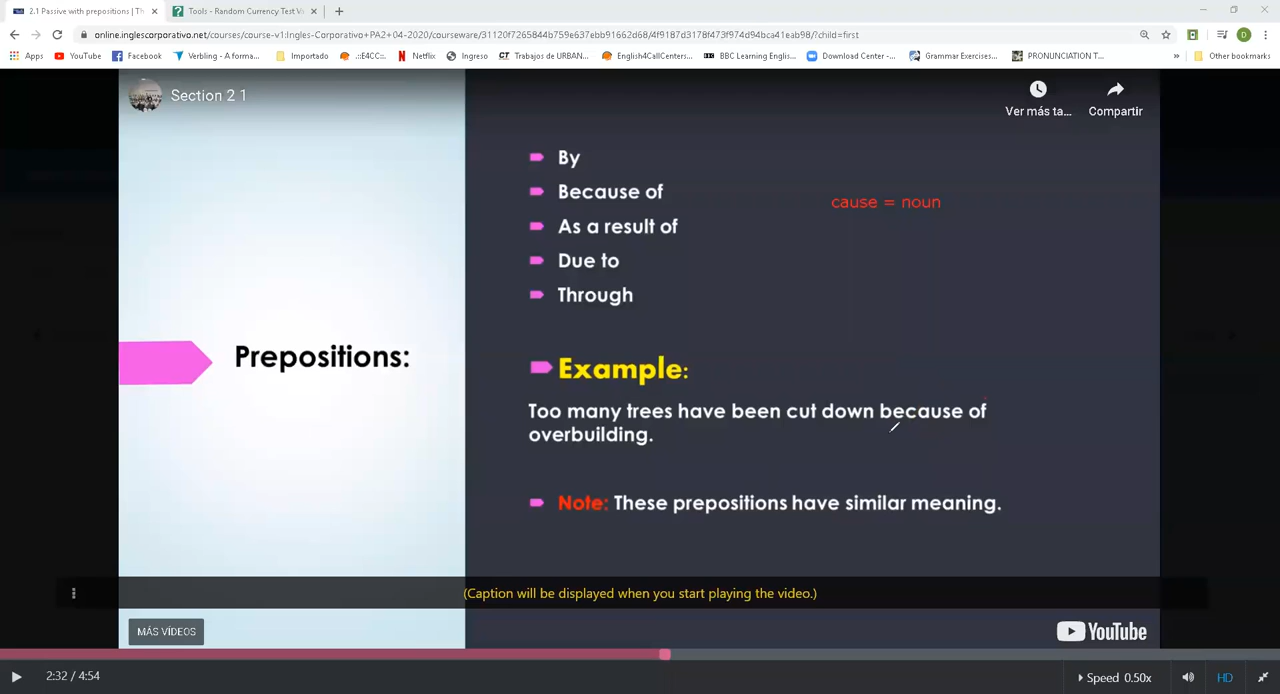 2.1 Passive with prepositions | Th
Tools - Random Currency Test Va
online.inglescorporativo.net/courses/course-v1:Ingles-Corporativo+PA2+04-2020/courseware/31120f7265844b759e637ebb91662d68/4f9187d3178f473f974d94bca41eab98/?child=first
D
Apps
YouTube
Facebook
Verbling - A forma...
Importado
.::E4CC::.
Netflix
Ingreso
CT Trabajos de URBAN...
English4CallCenters...
BBC BBC Learning Englis...
Download Center -...
Grammar Exercises...
PRONUNCIATION T...
Other bookmarks
Section 2 1
Ver más ta...
Compartir
By
Because of
cause = noun
As a result of
Due to
Through
Prepositions:
Example:
Too many trees have been cut down because of
overbuilding.
Note: These prepositions have similar meaning.
(Caption will be displayed when you start playing the video.)
MÁS VÍDEOS
YouTube
2:32 / 4:54
Speed 0.50x
HD